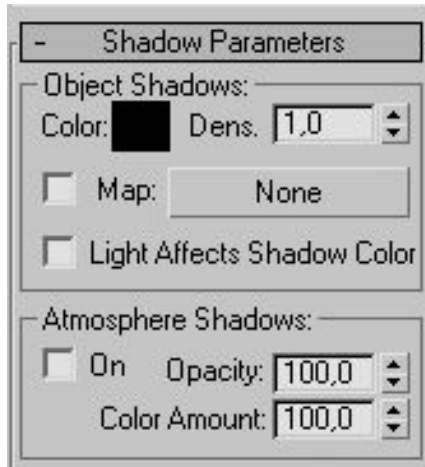 - Shadow Parameters
Object Shadows:
Color: Dens. 1,0
Map: None
Light Affects Shadow Color
Atmosphere Shadows:
On Opacity: 100,0
Color Amount: 100,0